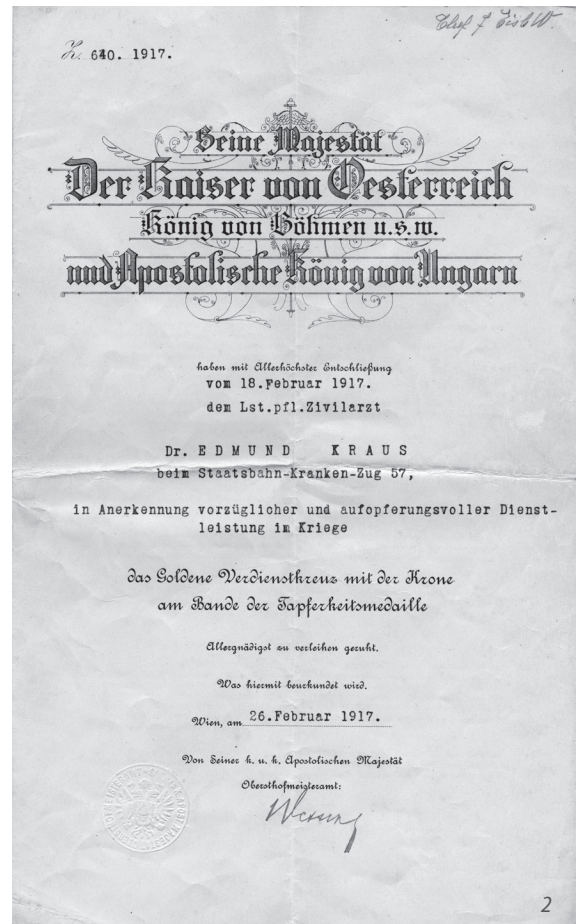 640. 1917.
Seine Majestät
Der Kaiser von Oesterreich
König von Böhmen u.s.w.
und Apostolische König von Ungarn
haben mit Allerhöchster Entschließung
vom 18.Februar 1917.
dem Lst.pfl.Zivilarzt
Dr. EDMUND KRAUS
beim Staatsbahn-Kranken-Zug 57,
in Anerkennung vorzüglicher und aufopferungsvoller Dienst-
leistung im Kriege
das Goldene Verdienstkreuz mit der Krone
am Bande der Tapferkeitsmedaille
Allergnädigst zu verleihen geruht.
Was hiermit beurkundet wird.
Wien, am 26.Februar 1917.
Von Seiner k. u. k. Apostolischen Majestät
Obersthofmeisteramt:
2